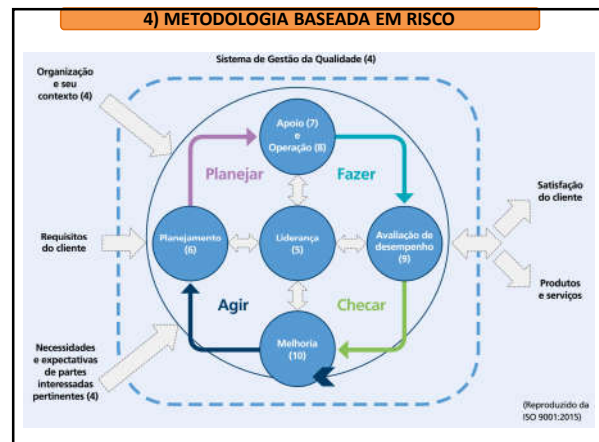 4) METODOLOGIA BASEADA EM RISCO
Sistema de Gestão da Qualidade (4)
Organização
e seu
contexto (4)
Apoio (7)
e
Operação (8)
Planejar
Fazer
Satisfação
do cliente
Requisitos
do cliente
Planejamento
(6)
Liderança
(5)
Avaliação de
desempenho
(9)
Produtos
e serviços
Agir
Checar
Necessidades
e expectativas
de partes
interessadas
pertinentes (4)
Melhoria
(10)
(Reproduzido da
ISO 9001:2015)